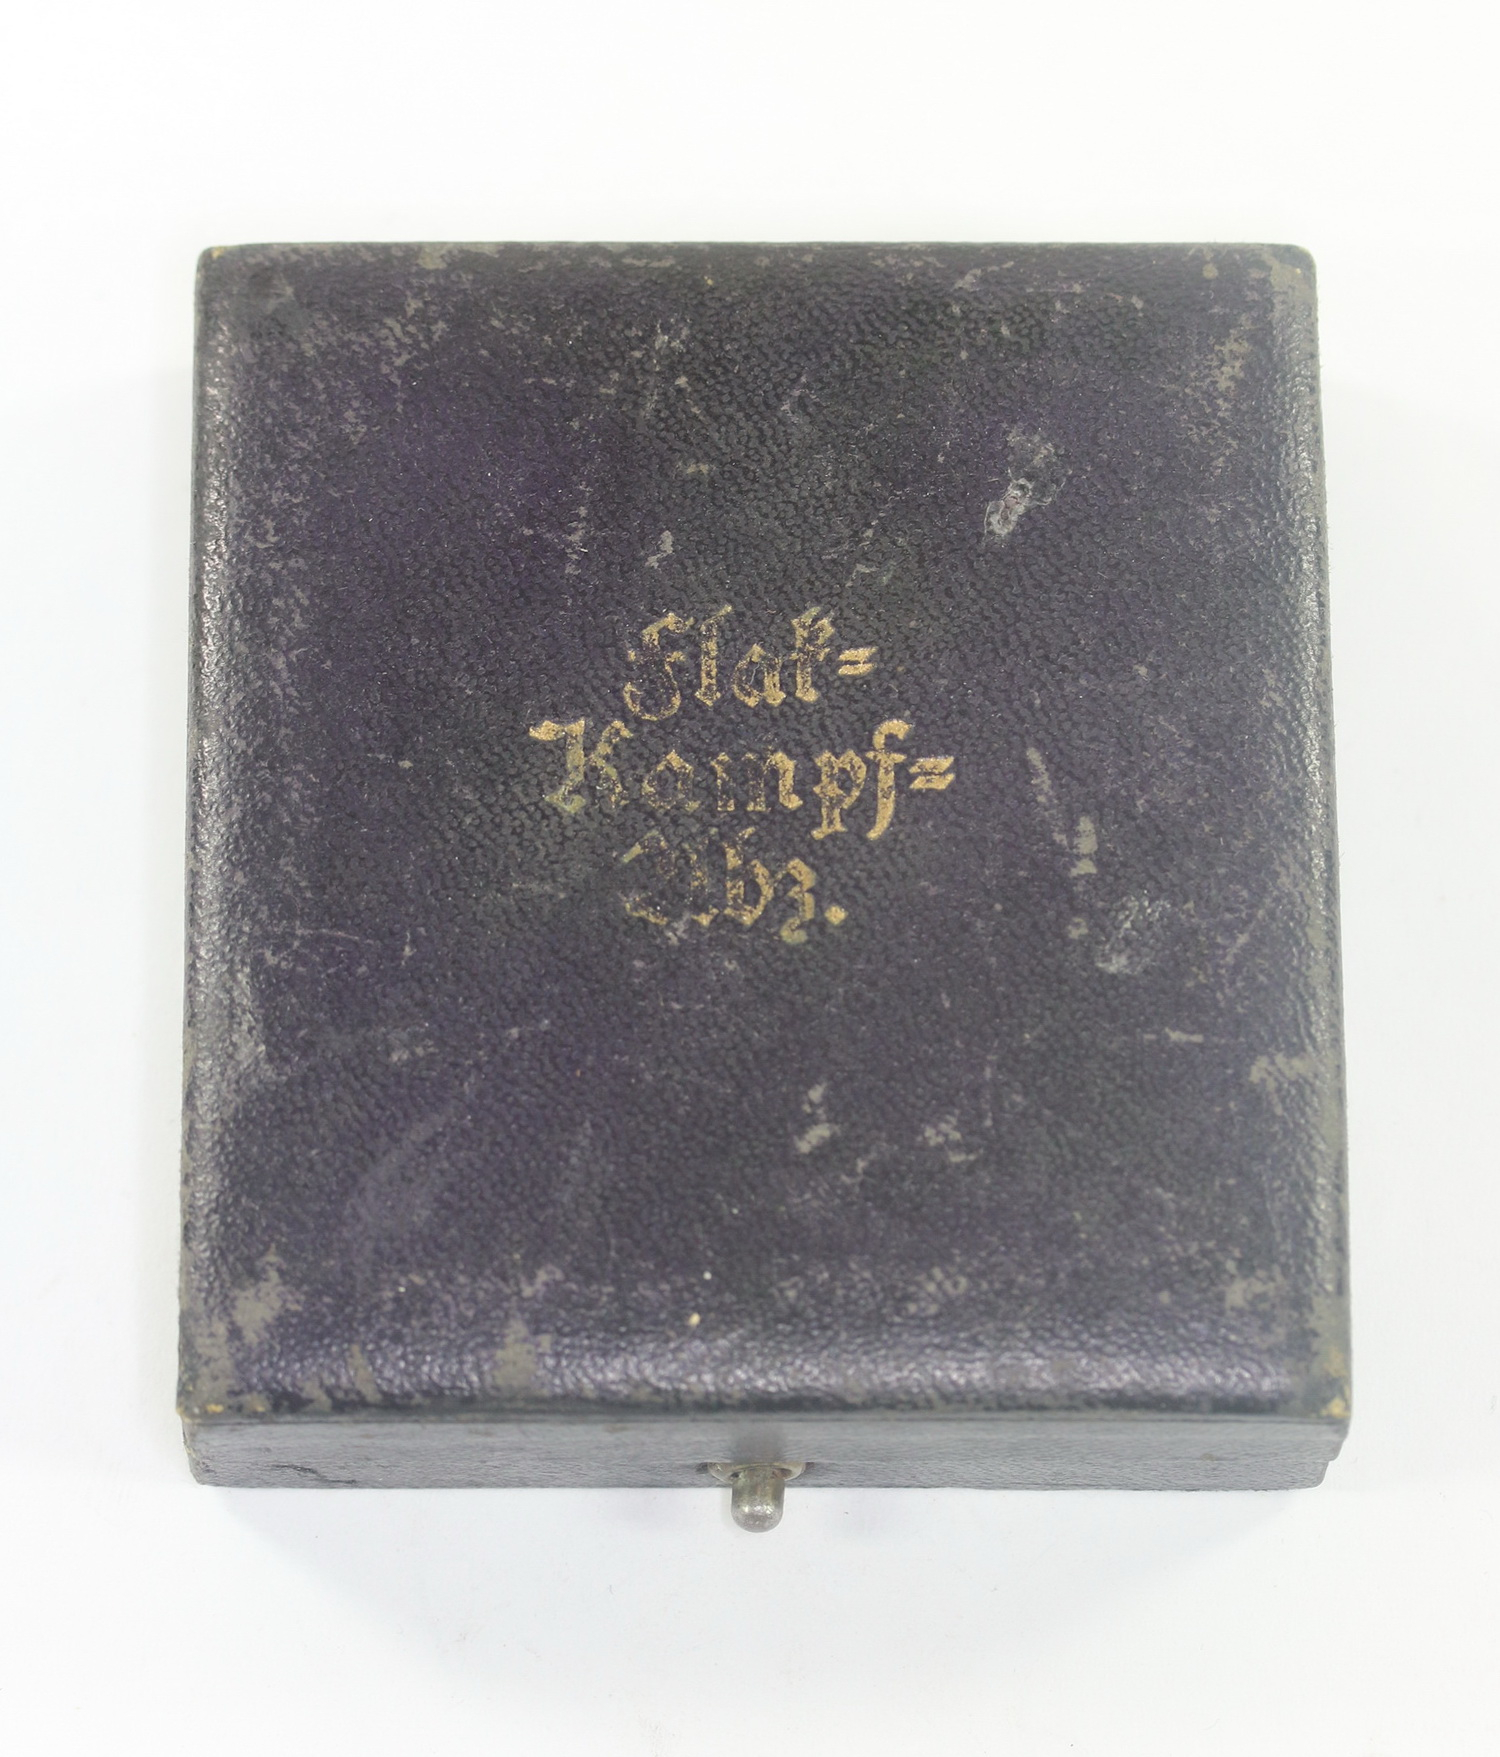 Flak=
Kampf=
Abz.